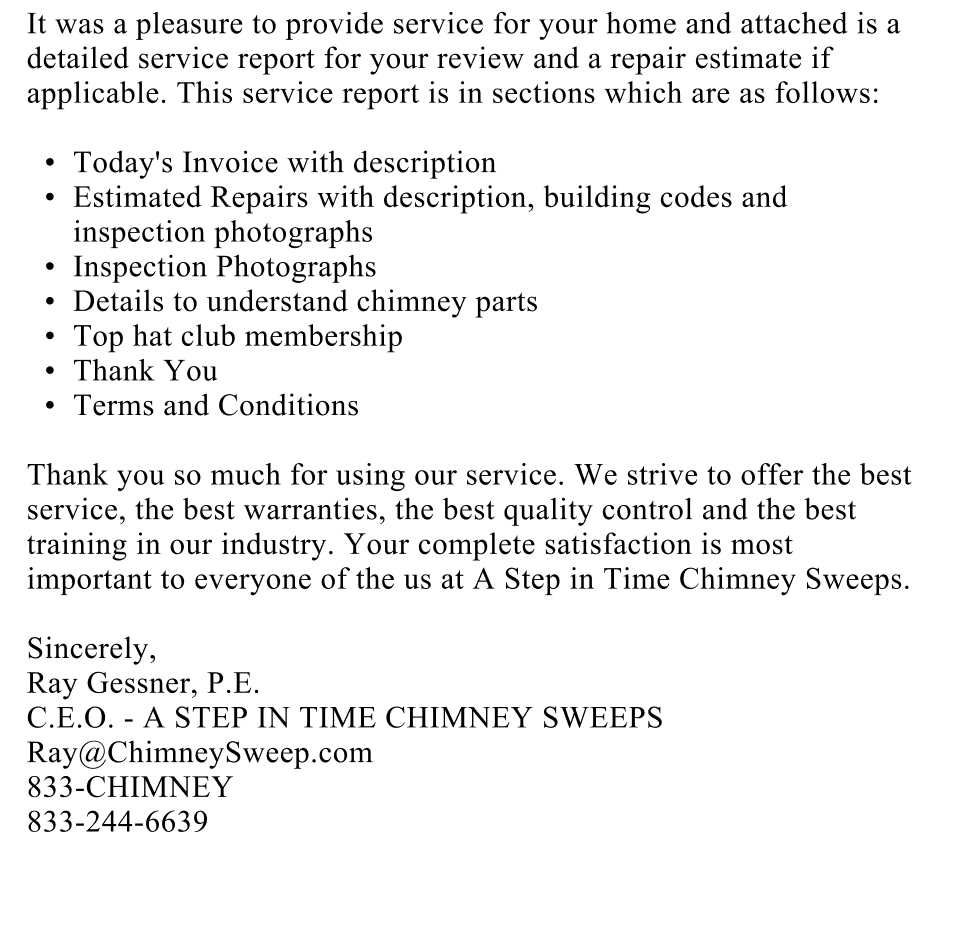 It was a pleasure to provide service for your home and attached is a
detailed service report for your review and a repair estimate if
applicable. This service report is in sections which are as follows:
• Today's Invoice with description
• Estimated Repairs with description, building codes and
inspection photographs
• Inspection Photographs
• Details to understand chimney parts
• Top hat club membership
• Thank You
• Terms and Conditions
Thank you so much for using our service. We strive to offer the best
service, the best warranties, the best quality control and the best
training in our industry. Your complete satisfaction is most
important to everyone of the us at A Step in Time Chimney Sweeps.
Sincerely,
Ray Gessner, P.E.
C.E.O. - A STEP IN TIME CHIMNEY SWEEPS
Ray@ChimneySweep.com
833-CHIMNEY
833-244-6639